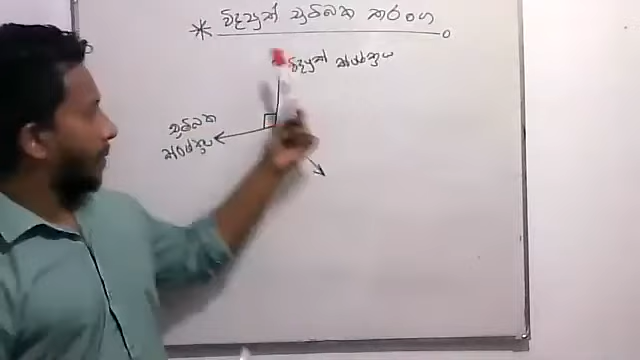 * විද්‍යුත් චුම්බක තරංග
විද්‍යුත් ක්ෂේත්‍රය
චුම්බක
ක්ෂේත්‍රය